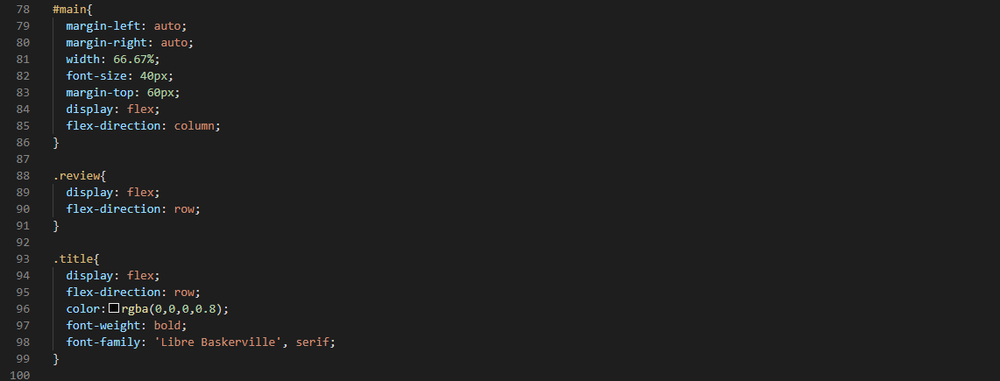 78 #main{
79 margin-left: auto;
80 margin-right: auto;
81 width: 66.67%;
82 font-size: 40px;
83 margin-top: 60px;
84 display: flex;
85 flex-direction: column;
86 }
87
88 .review{
89 display: flex;
90 flex-direction: row;
91 }
92
93 .title{
94 display: flex;
95 flex-direction: row;
96 color:rgba(0,0,0,0.8);
97 font-weight: bold;
98 font-family: 'Libre Baskerville', serif;
99 }
100